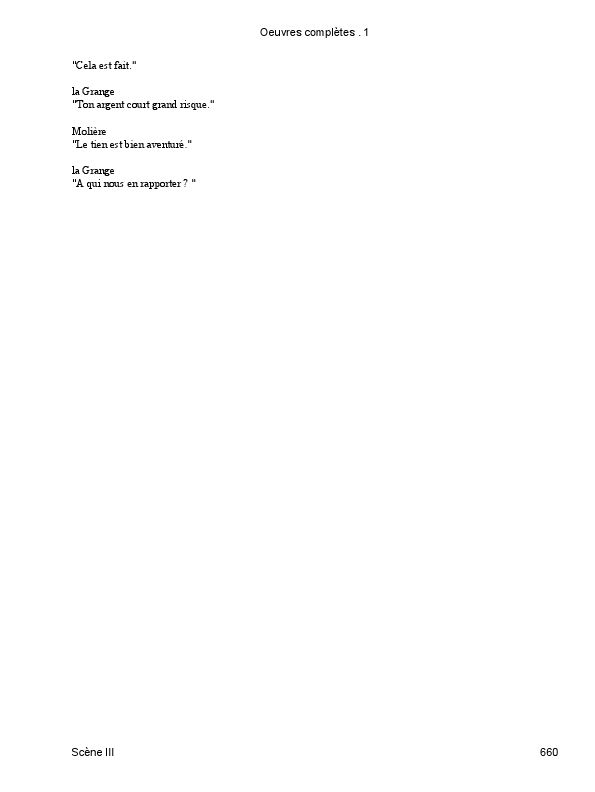 Oeuvres complètes . 1
"Cela est fait."
la Grange
"Ton argent court grand risque."
Molière
"Le tien est bien aventuré."
la Grange
"A qui nous en rapporter ? "
Scène III
660